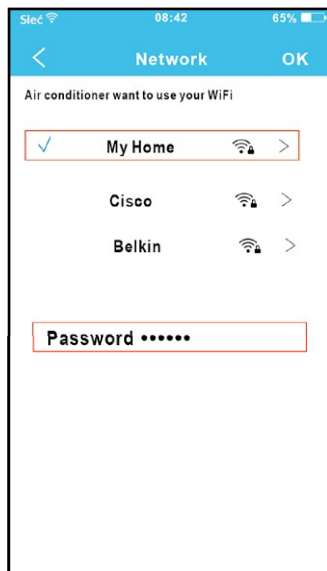 Sieć 08:42 65%
Network OK
Air conditioner want to use your WiFi
My Home
Cisco
Belkin
Password ••••••